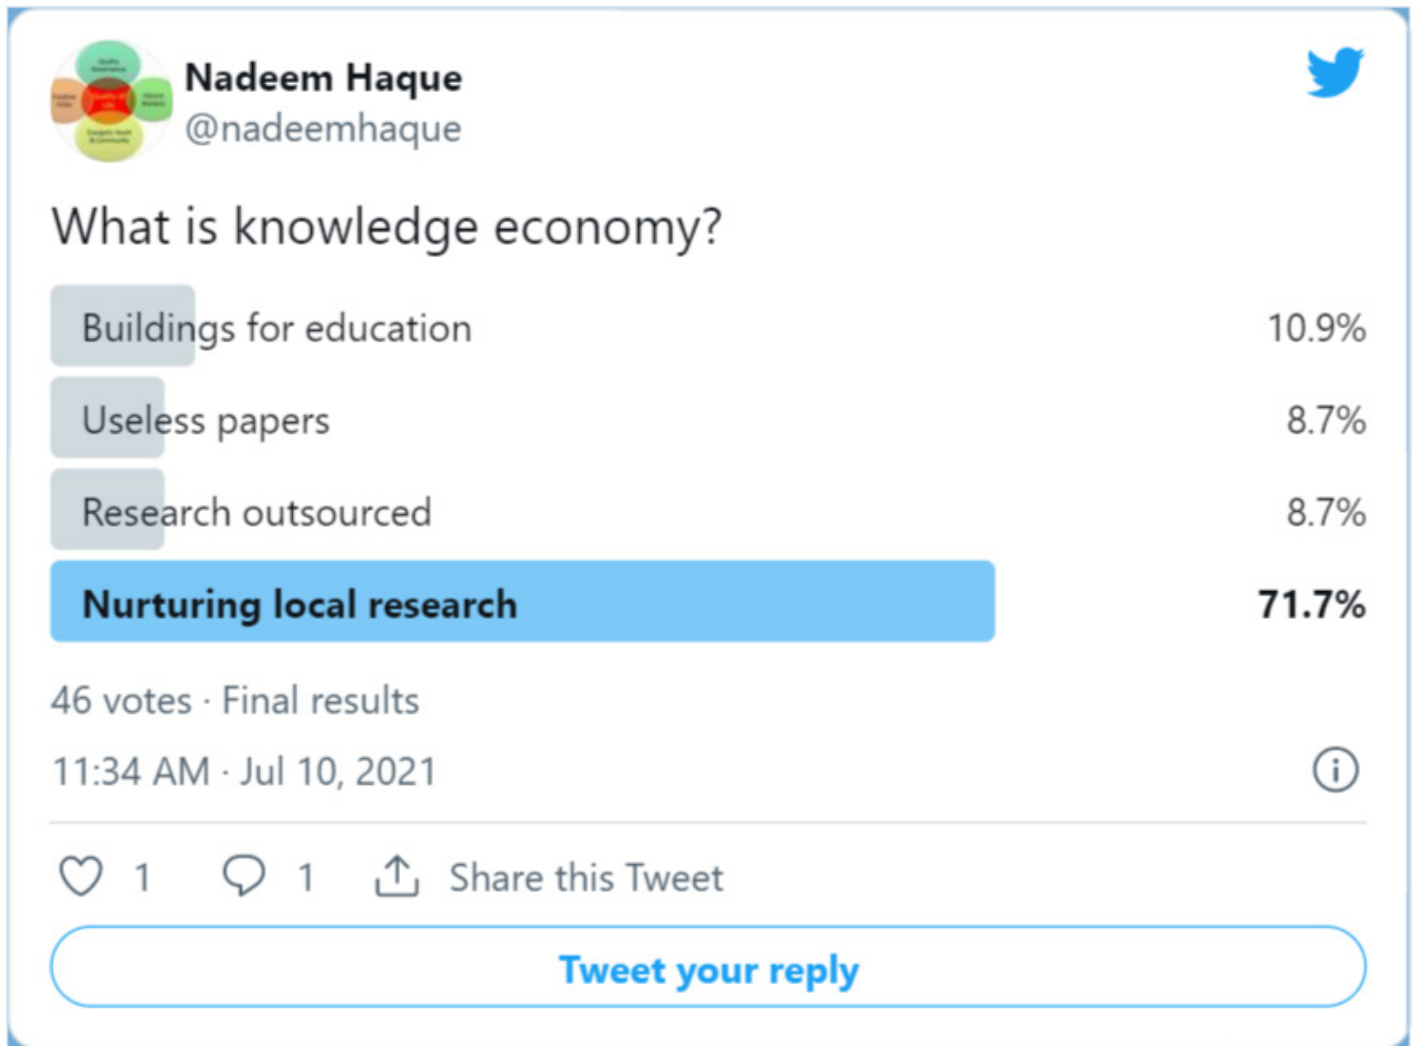 Nadeem Haque
@nadeemhaque
What is knowledge economy?
Buildings for education 10.9%
Useless papers 8.7%
Research outsourced 8.7%
Nurturing local research 71.7%
46 votes · Final results
11:34 AM · Jul 10, 2021
1 1 Share this Tweet
Tweet your reply